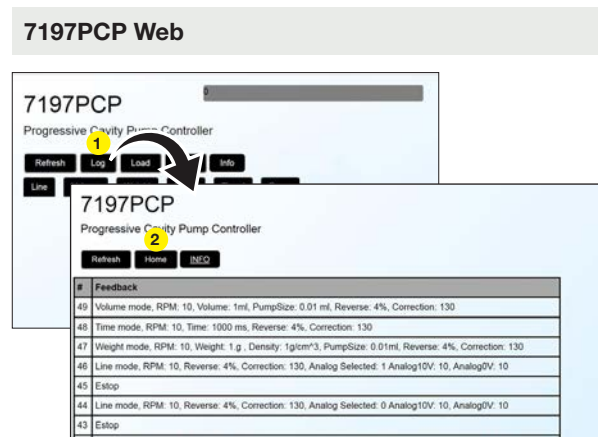 7197PCP Web
7197PCP
0
Progressive Cavity Pump Controller
1
Refresh Log Load Info
Line
7197PCP
Progressive Cavity Pump Controller
2
Refresh Home INFO
# Feedback
49 Volume mode, RPM: 10, Volume: 1ml, PumpSize: 0.01 ml, Reverse: 4%, Correction: 130
48 Time mode, RPM: 10, Time: 1000 ms, Reverse: 4%, Correction: 130
47 Weight mode, RPM: 10, Weight: 1.g , Density: 1g/cm^3, PumpSize: 0.01ml, Reverse: 4%, Correction: 130
46 Line mode, RPM: 10, Reverse: 4%, Correction: 130, Analog Selected: 1 Analog10V: 10, Analog0V: 10
45 Estop
44 Line mode, RPM: 10, Reverse: 4%, Correction: 130, Analog Selected: 0 Analog10V: 10, Analog0V: 10
43 Estop